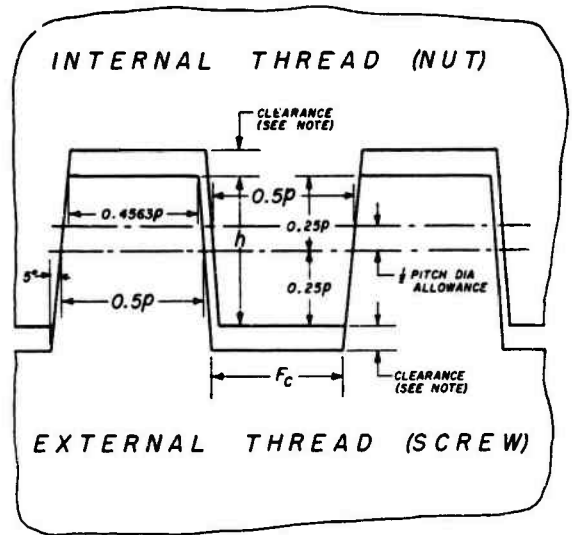 INTERNAL THREAD (NUT)
CLEARANCE
(SEE NOTE)
0.5p
0.4563p
0.25p
h
5°
½ PITCH DIA
ALLOWANCE
0.5p
0.25p
Fc
CLEARANCE
(SEE NOTE)
EXTERNAL THREAD (SCREW)